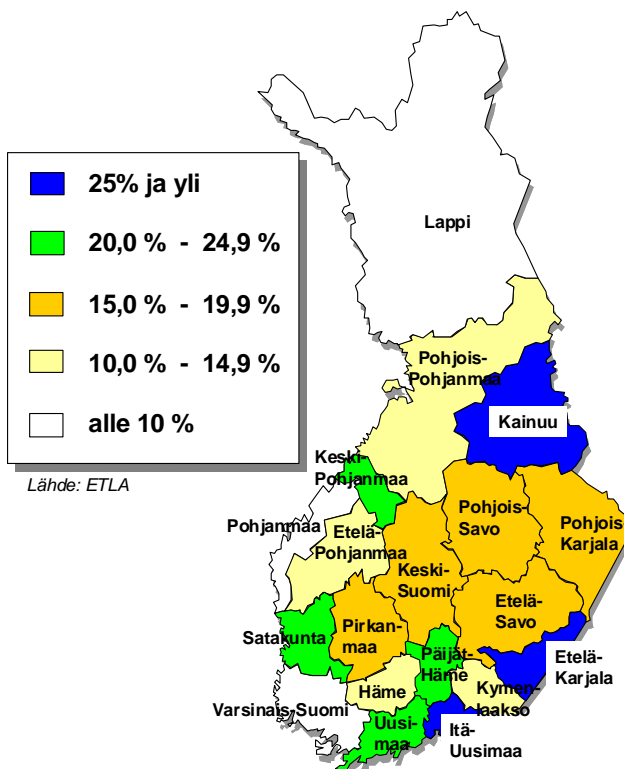 25% ja yli
20,0 % - 24,9 %
15,0 % - 19,9 %
10,0 % - 14,9 %
alle 10 %
Lähde: ETLA
Lappi
Pohjois-
Pohjanmaa
Kainuu
Keski-
Pohjanmaa
Pohjanmaa
Etelä-
Pohjanmaa
Pohjois-
Savo
Pohjois-
Karjala
Keski-
Suomi
Etelä-
Savo
Satakunta
Pirkan-
maa
Päijät-
Häme
Etelä-
Karjala
Häme
Kymen-
laakso
Varsinais-Suomi
Uusi-
maa
Itä-
Uusimaa